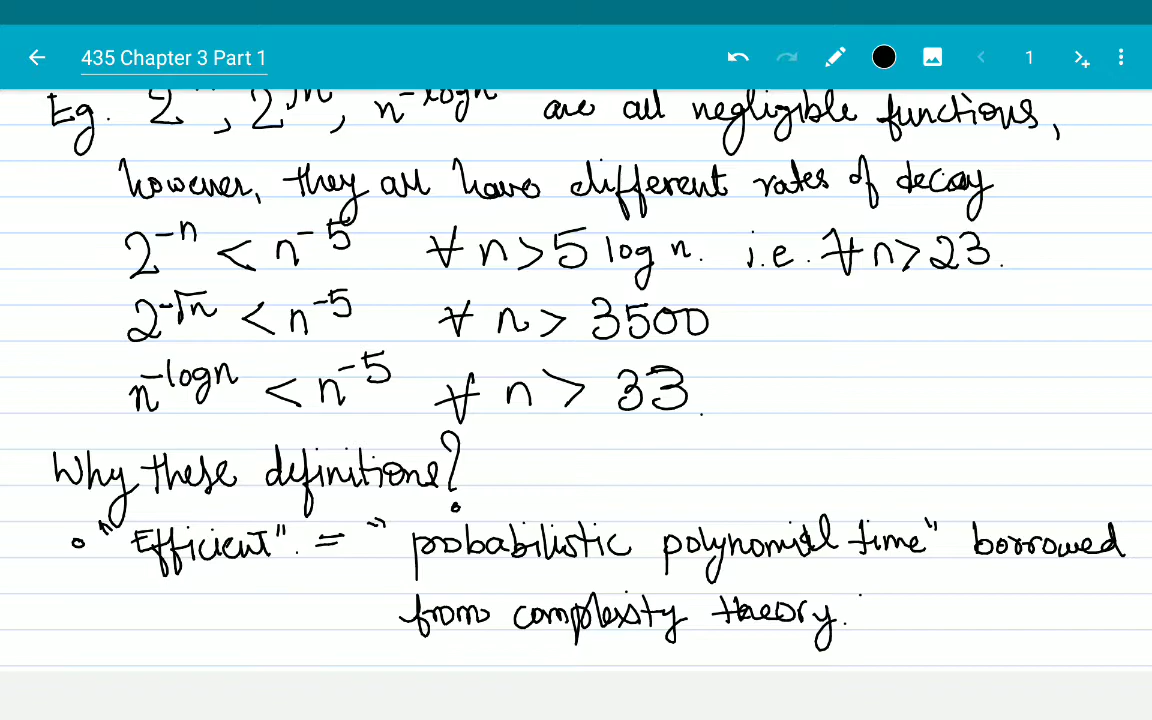 435 Chapter 3 Part 1
1
Eg. 2⁻ⁿ, 2^-√n, n^-logn are all negligible functions,
however, they all have different rates of decay
2⁻ⁿ < n⁻⁵ ∀ n > 5 log n. i.e. ∀ n > 23.
2^-√n < n⁻⁵ ∀ n > 3500
n^-logn < n⁻⁵ ∀ n > 33.
Why these definitions?
• "Efficient". = "probabilistic polynomial time" borrowed
from complexity theory.